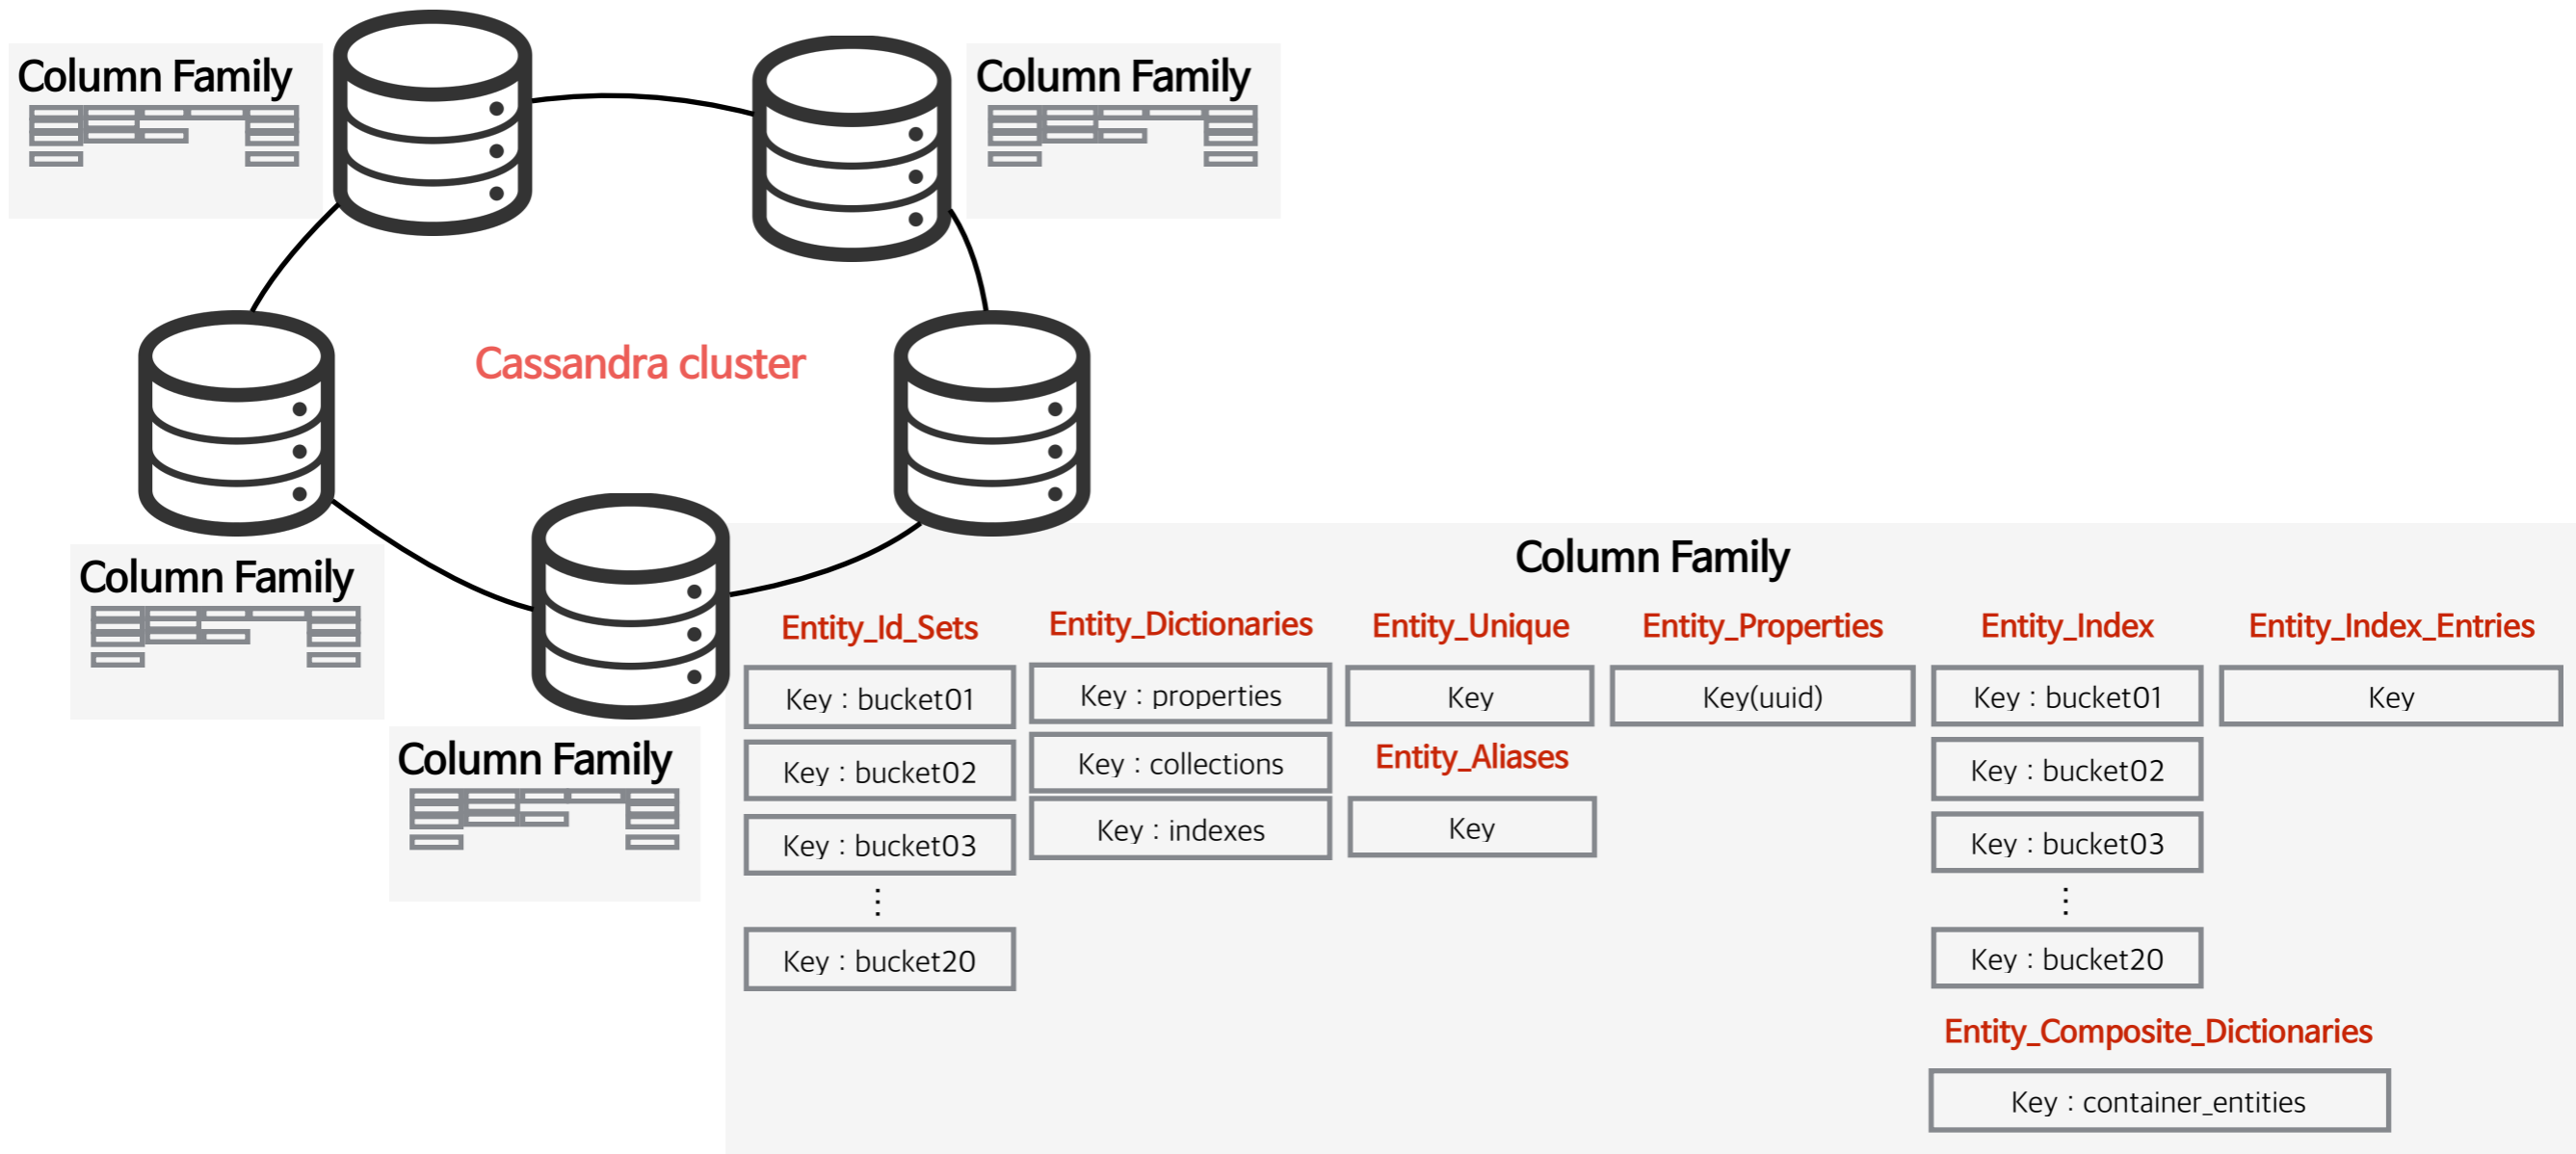 Column Family
Column Family
Cassandra cluster
Column Family
Column Family
Column Family
Entity_Id_Sets
Key : bucket01
Key : bucket02
Key : bucket03
⋮
Key : bucket20
Entity_Dictionaries
Key : properties
Key : collections
Key : indexes
Entity_Unique
Key
Entity_Aliases
Key
Entity_Properties
Key(uuid)
Entity_Index
Key : bucket01
Key : bucket02
Key : bucket03
⋮
Key : bucket20
Entity_Index_Entries
Key
Entity_Composite_Dictionaries
Key : container_entities